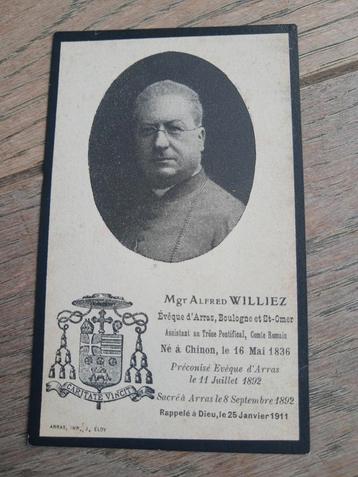 Mgr Alfred WILLIEZ
Évêque d'Arras, Boulogne et St-Omer
Assistant au Trône Pontifical, Comte Romain
Né à Chinon, le 16 Mai 1836
Préconisé Evêque d'Arras
le 11 Juillet 1892
Sacré à Arras le 8 Septembre 1892
Rappelé à Dieu, le 25 Janvier 1911
CARITATE VINCIT
ARRAS, IMP. J. ÉLOY